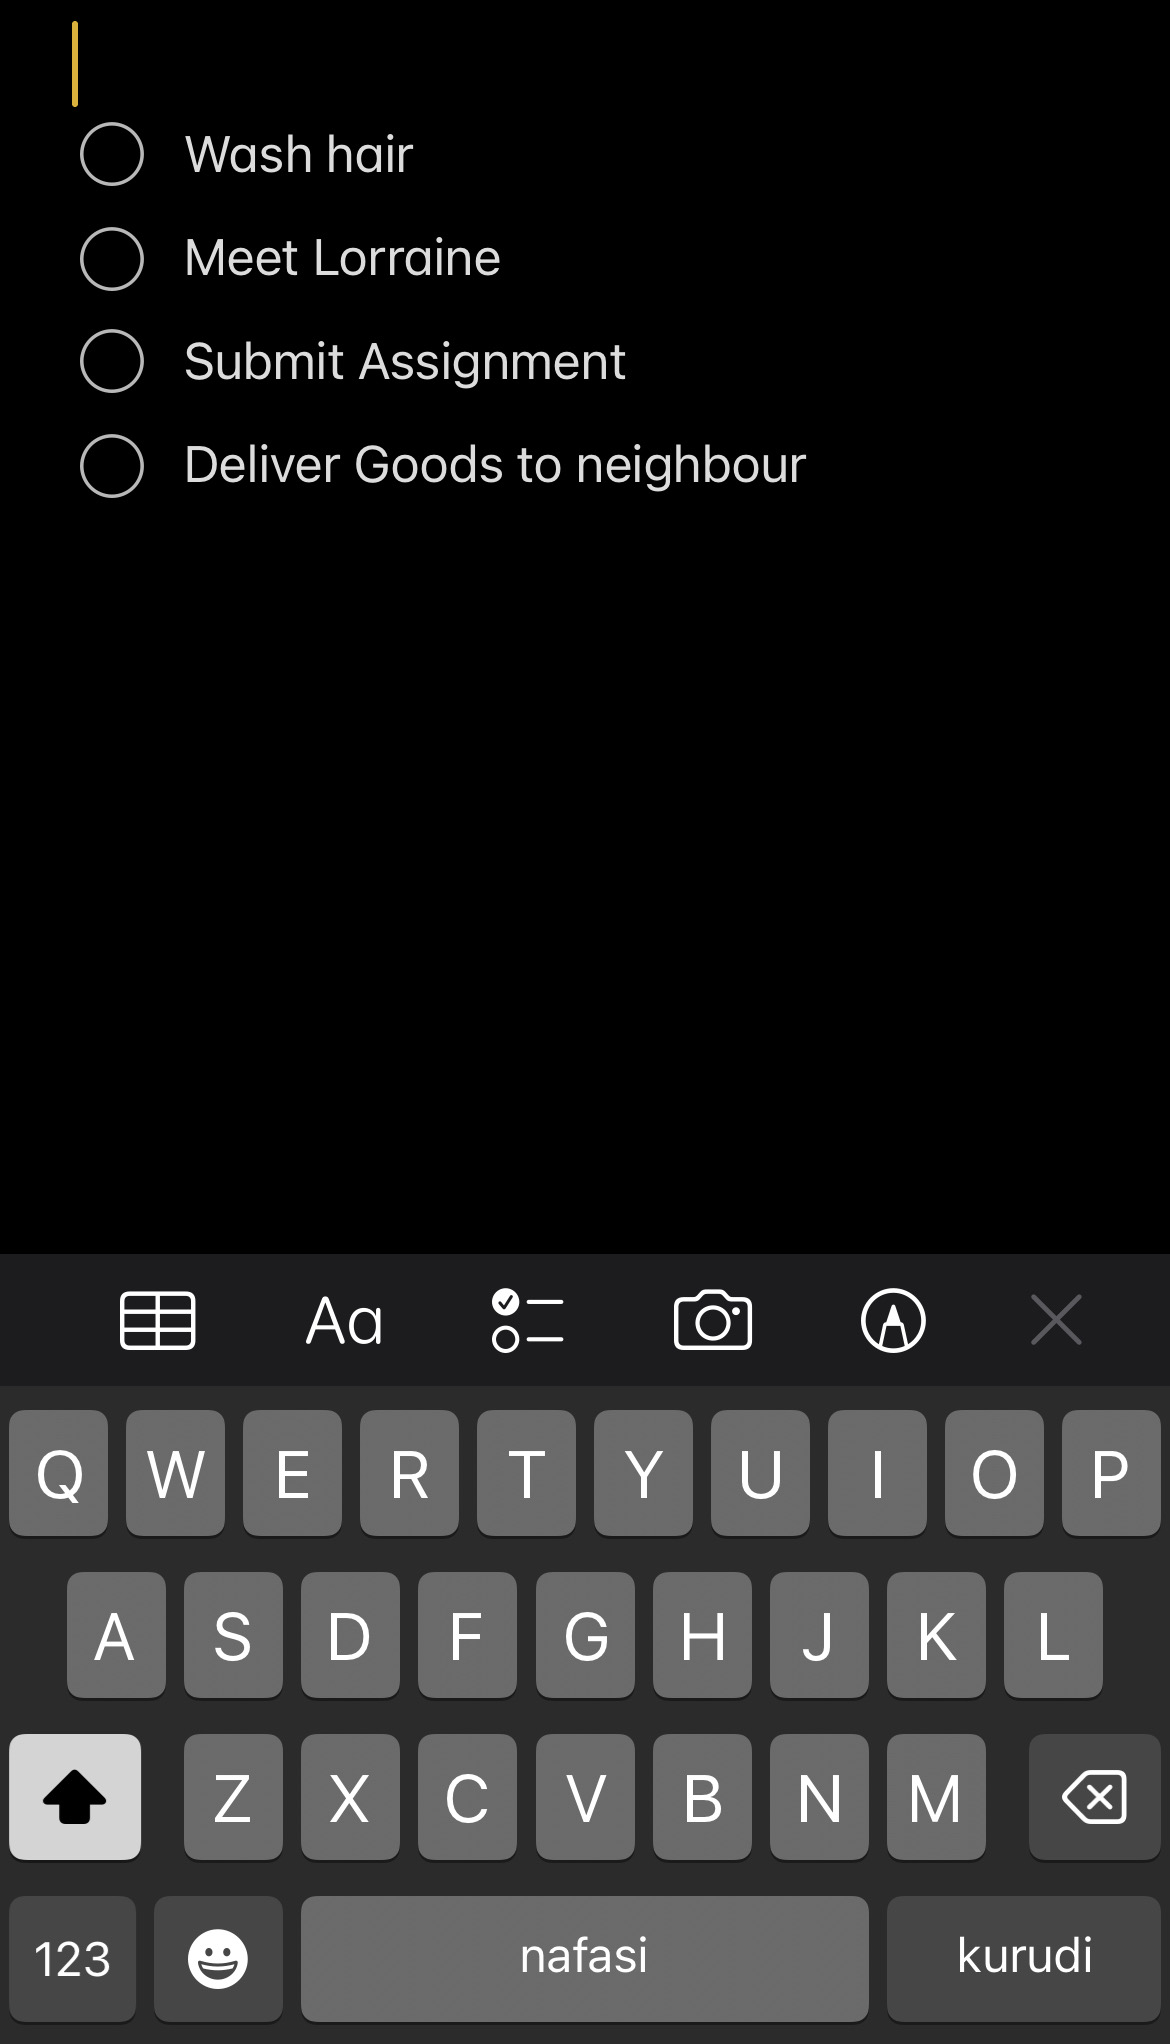 Wash hair
Meet Lorraine
Submit Assignment
Deliver Goods to neighbour
Aa
Q W E R T Y U I O P
A S D F G H J K L
Z X C V B N M
123 nafasi kurudi